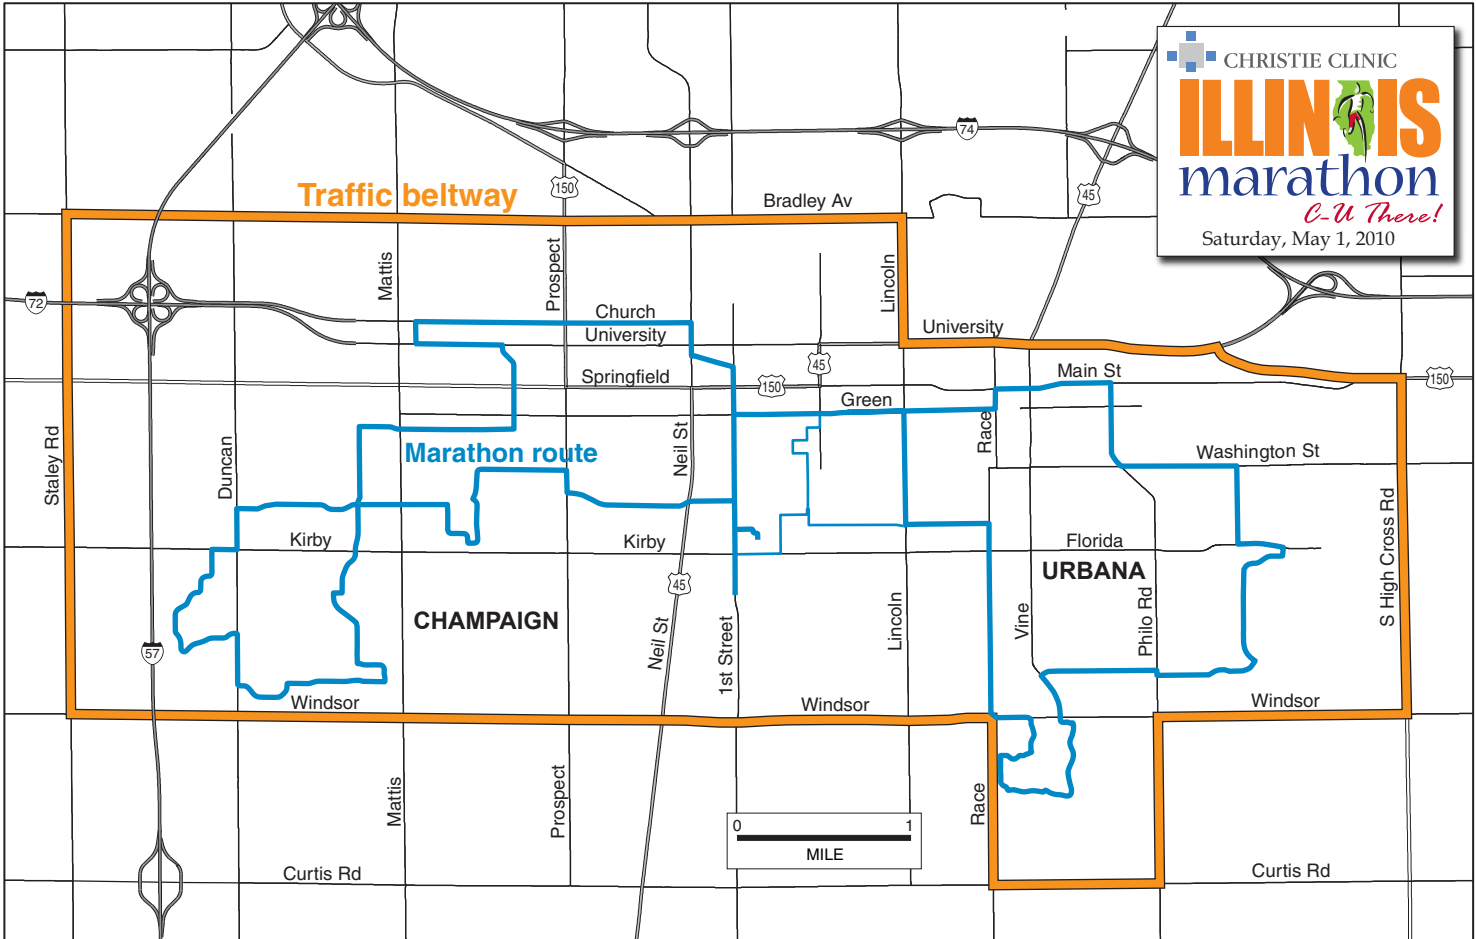 CHRISTIE CLINIC
ILLINOIS
marathon
C-U There!
Saturday, May 1, 2010
74
150
45
Traffic beltway
Bradley Av
Mattis
Prospect
Lincoln
72
Church
University
University
45
Springfield
150
Main St
150
Green
Race
Neil St
Marathon route
Washington St
Staley Rd
Duncan
S High Cross Rd
Kirby
Kirby
Florida
URBANA
45
CHAMPAIGN
Neil St
1st Street
Lincoln
Vine
Philo Rd
57
Windsor
Windsor
Windsor
Mattis
Prospect
Race
0 1
MILE
Curtis Rd
Curtis Rd